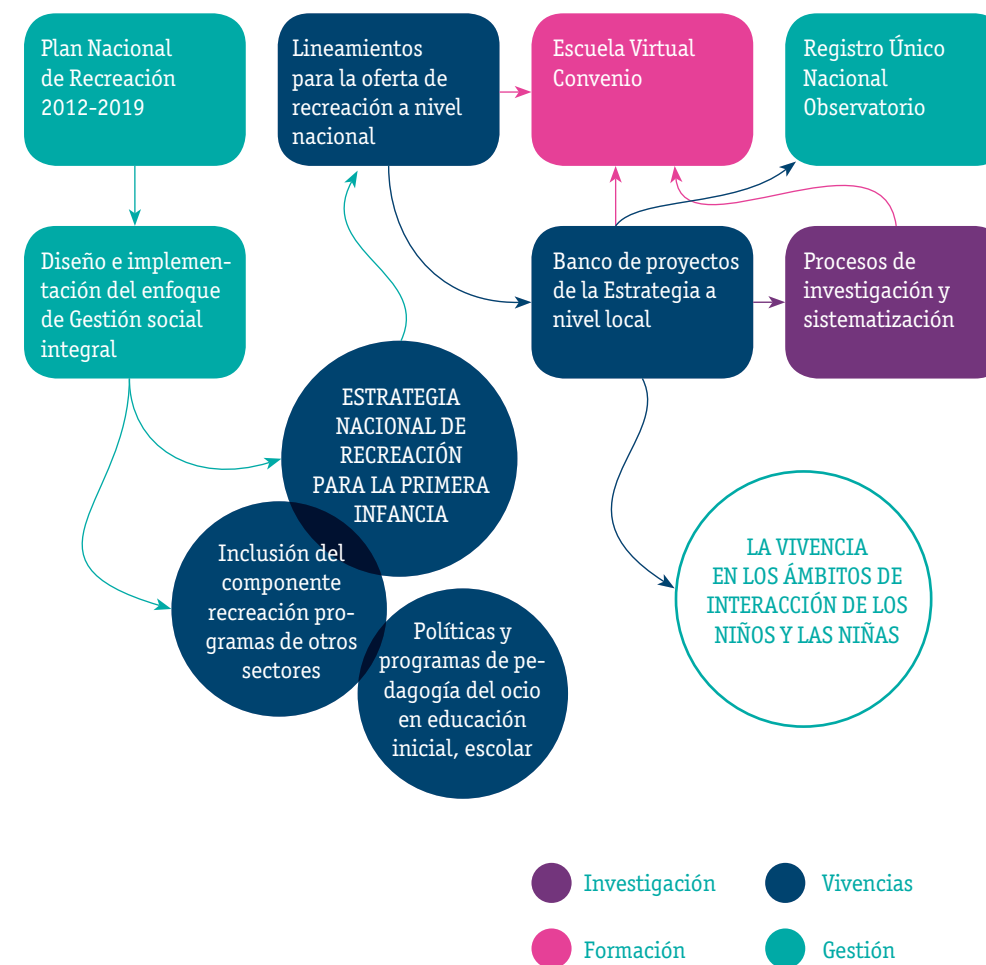 Plan Nacional
de Recreación
2012-2019
Lineamientos
para la oferta de
recreación a nivel
nacional
Escuela Virtual
Convenio
Registro Único
Nacional
Observatorio
Diseño e implemen-
tación del enfoque
de Gestión social
integral
Banco de proyectos
de la Estrategia a
nivel local
Procesos de
investigación y
sistematización
ESTRATEGIA
NACIONAL DE
RECREACIÓN
PARA LA PRIMERA
INFANCIA
Inclusión del
componente
recreación pro-
gramas de otros
sectores
Políticas y
programas de pe-
dagogía del ocio
en educación
inicial, escolar
LA VIVENCIA
EN LOS ÁMBITOS DE
INTERACCIÓN DE LOS
NIÑOS Y LAS NIÑAS
Investigación
Vivencias
Formación
Gestión